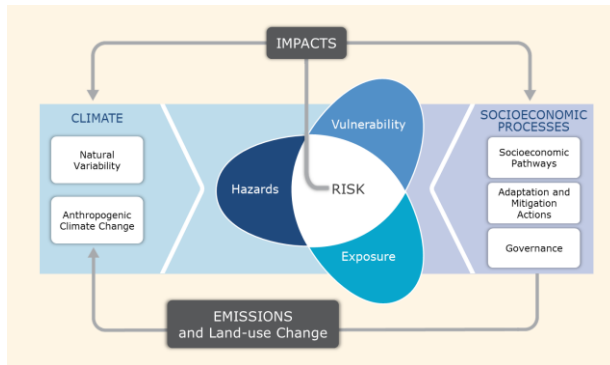 IMPACTS
CLIMATE
Natural
Variability
Anthropogenic
Climate Change
Vulnerability
Hazards
RISK
Exposure
SOCIOECONOMIC
PROCESSES
Socioeconomic
Pathways
Adaptation and
Mitigation
Actions
Governance
EMISSIONS
and Land-use Change